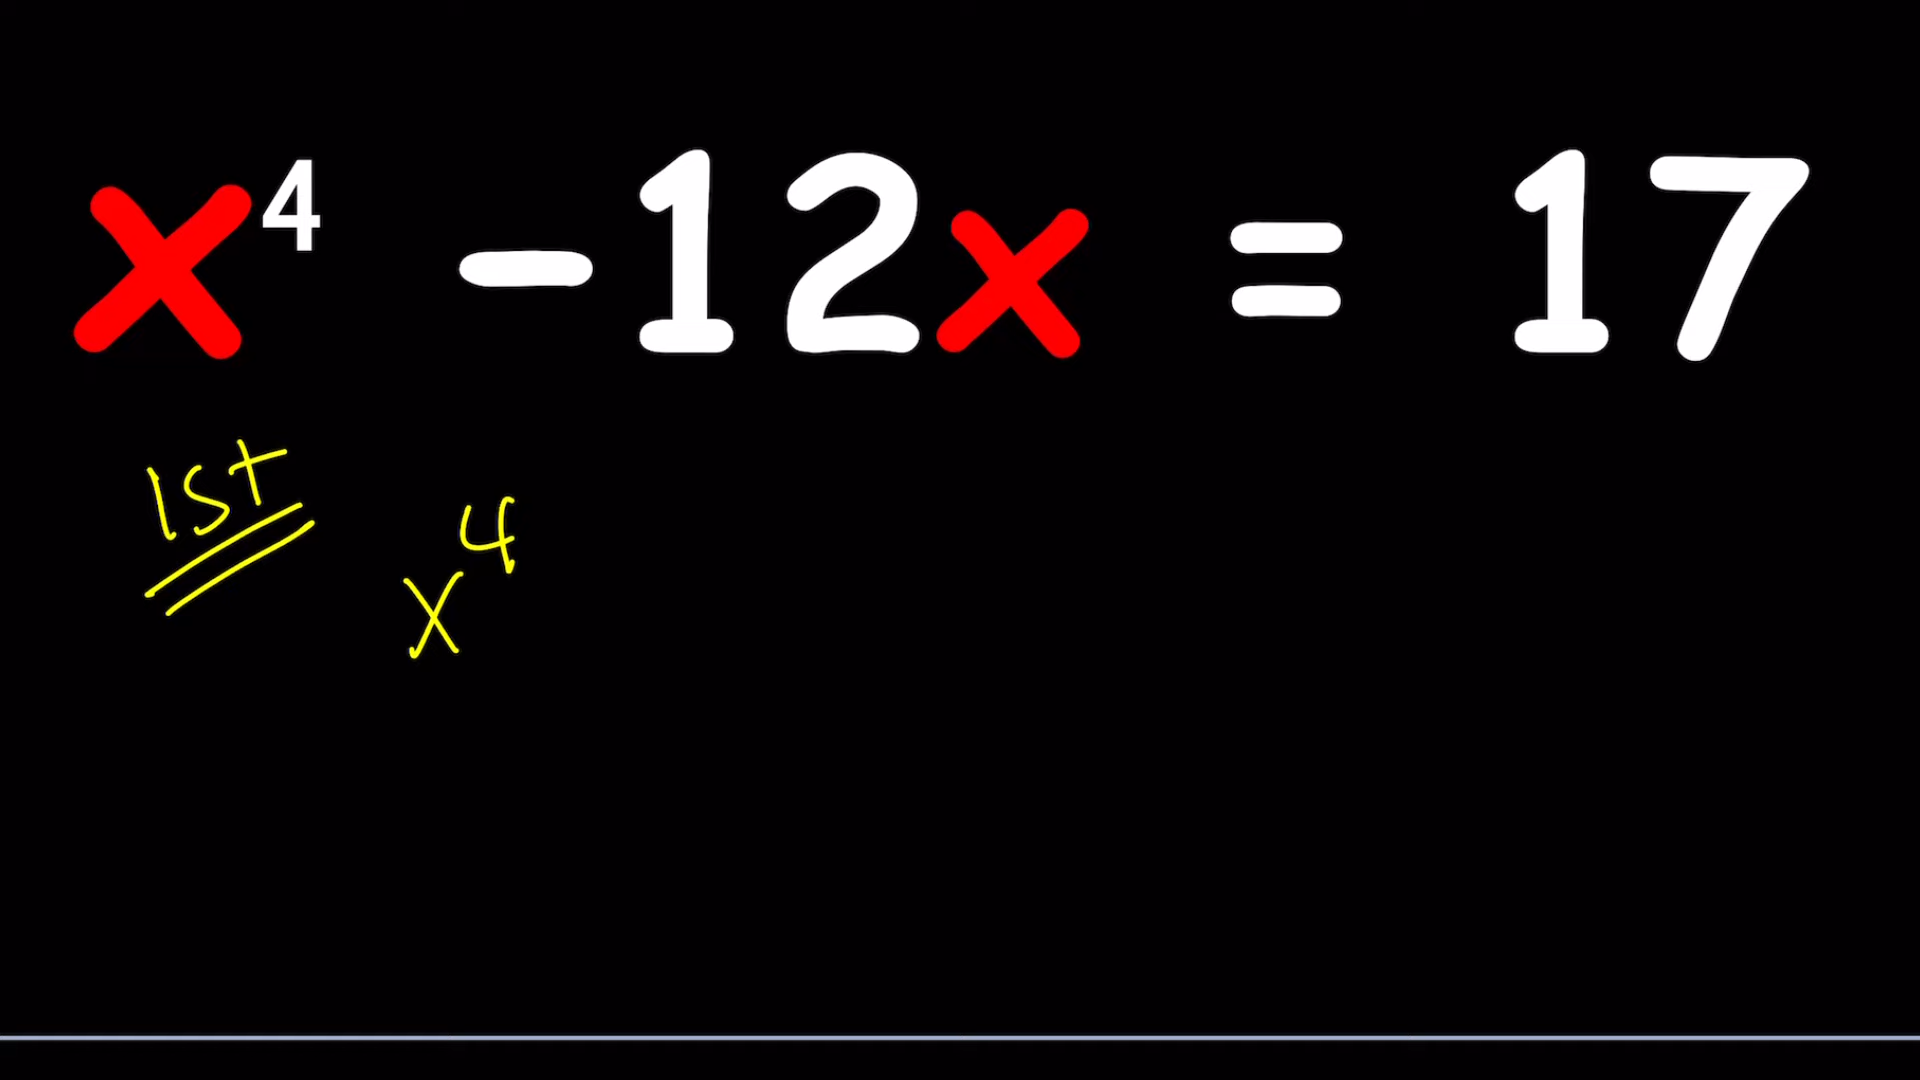 x⁴ -12x = 17
1st
x⁴